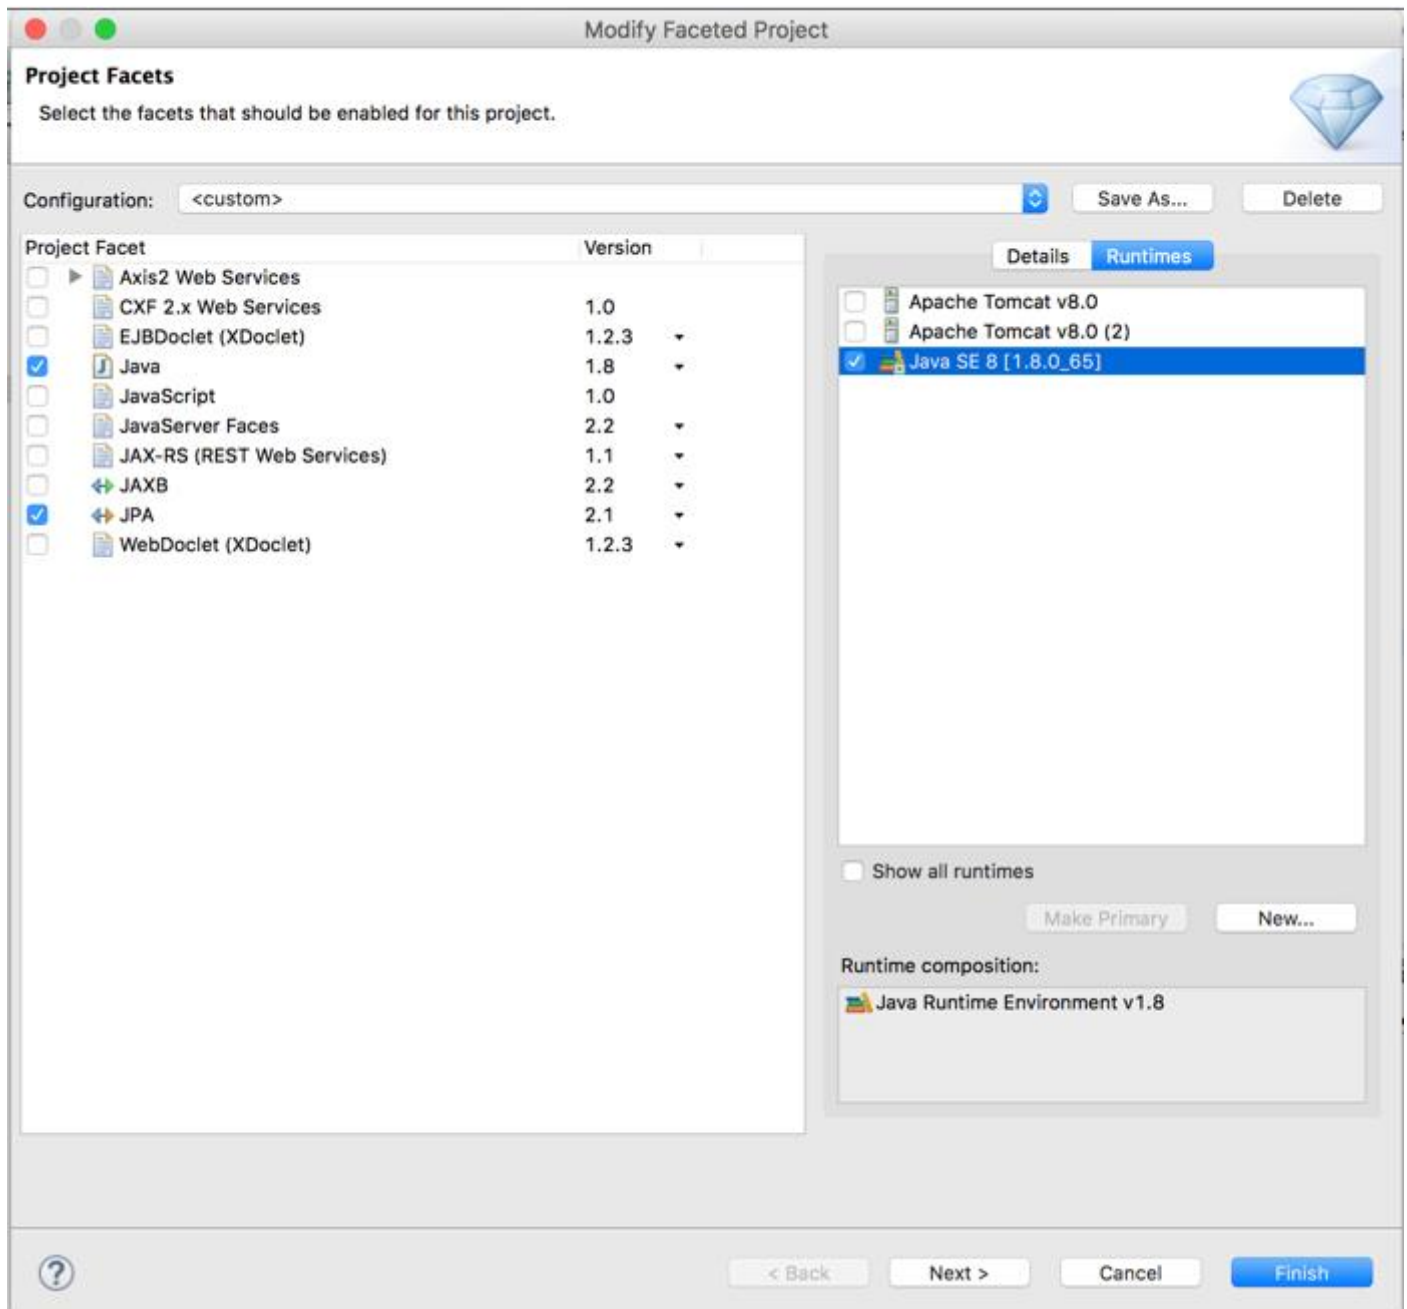 Modify Faceted Project
Project Facets
Select the facets that should be enabled for this project.
Configuration: <custom> Save As... Delete
Project Facet Version
Axis2 Web Services
CXF 2.x Web Services 1.0
EJBDoclet (XDoclet) 1.2.3
Java 1.8
JavaScript 1.0
JavaServer Faces 2.2
JAX-RS (REST Web Services) 1.1
JAXB 2.2
JPA 2.1
WebDoclet (XDoclet) 1.2.3
Details Runtimes
Apache Tomcat v8.0
Apache Tomcat v8.0 (2)
Java SE 8 [1.8.0_65]
Show all runtimes
Make Primary New...
Runtime composition:
Java Runtime Environment v1.8
? < Back Next > Cancel Finish